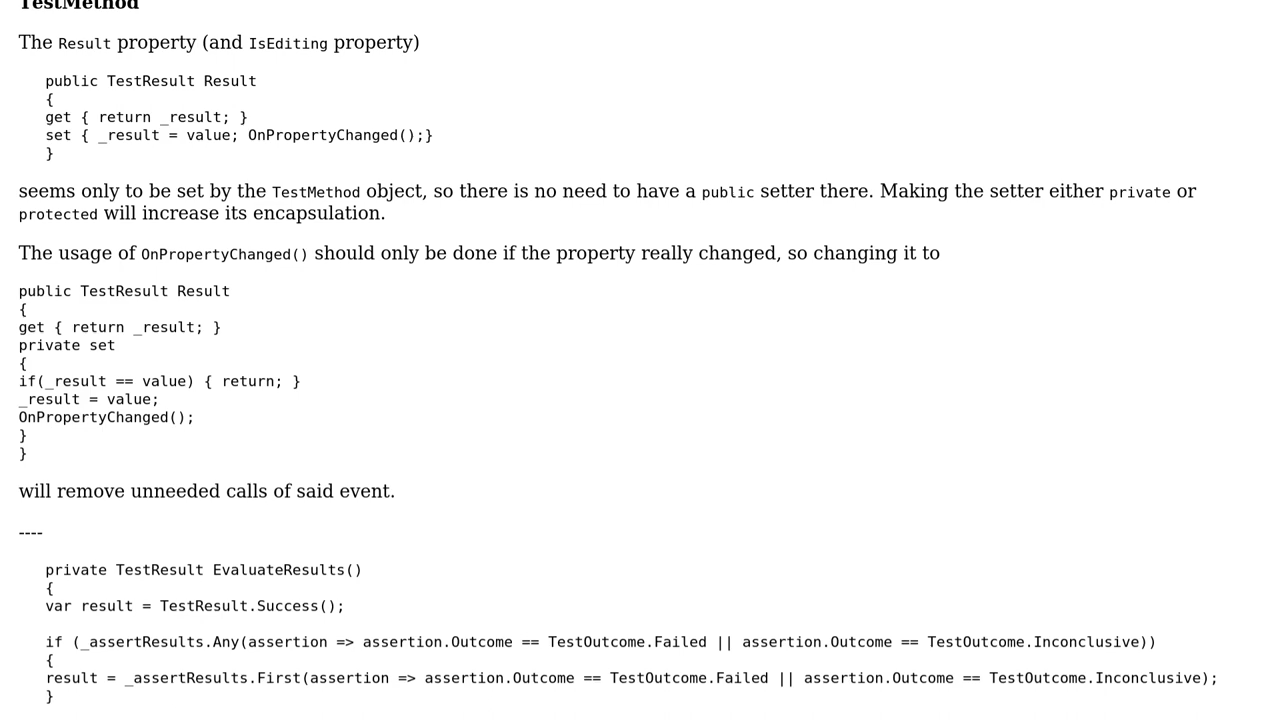 TestMethod
The Result property (and IsEditing property)
public TestResult Result
{
get { return _result; }
set { _result = value; OnPropertyChanged();}
}
seems only to be set by the TestMethod object, so there is no need to have a public setter there. Making the setter either private or
protected will increase its encapsulation.
The usage of OnPropertyChanged() should only be done if the property really changed, so changing it to
public TestResult Result
{
get { return _result; }
private set
{
if(_result == value) { return; }
_result = value;
OnPropertyChanged();
}
}
will remove unneeded calls of said event.
----
private TestResult EvaluateResults()
{
var result = TestResult.Success();
if (_assertResults.Any(assertion => assertion.Outcome == TestOutcome.Failed || assertion.Outcome == TestOutcome.Inconclusive))
{
result = _assertResults.First(assertion => assertion.Outcome == TestOutcome.Failed || assertion.Outcome == TestOutcome.Inconclusive);
}